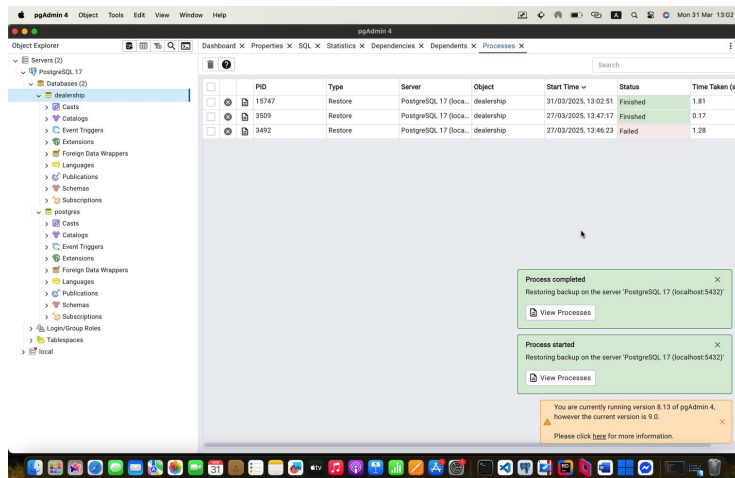 pgAdmin 4 Object Tools Edit View Window Help
Mon 31 Mar 13:02
pgAdmin 4
Object Explorer
Dashboard Properties SQL Statistics Dependencies Dependents Processes
Servers (2)
PostgreSQL 17
Databases (2)
dealership
Casts
Catalogs
Event Triggers
Extensions
Foreign Data Wrappers
Languages
Publications
Schemas
Subscriptions
postgres
Casts
Catalogs
Event Triggers
Extensions
Foreign Data Wrappers
Languages
Publications
Schemas
Subscriptions
Login/Group Roles
Tablespaces
local
Search
PID Type Server Object Start Time Status Time Taken (s
15747 Restore PostgreSQL 17 (loca... dealership 31/03/2025, 13:02:51 Finished 1.81
3509 Restore PostgreSQL 17 (loca... dealership 27/03/2025, 13:47:17 Finished 0.17
3492 Restore PostgreSQL 17 (loca... dealership 27/03/2025, 13:46:23 Failed 1.28
Process completed
Restoring backup on the server 'PostgreSQL 17 (localhost:5432)'
View Processes
Process started
Restoring backup on the server 'PostgreSQL 17 (localhost:5432)'
View Processes
You are currently running version 8.13 of pgAdmin 4,
however the current version is 9.0.
Please click here for more information.
31
tv